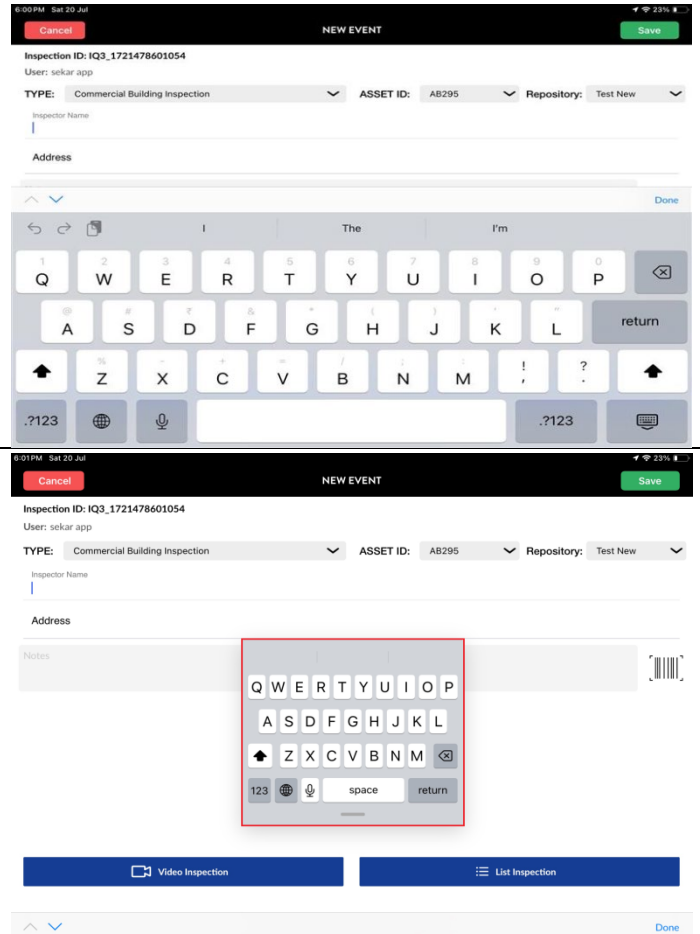 6:00 PM Sat 20 Jul 23%
Cancel NEW EVENT Save
Inspection ID: IQ3_1721478601054
User: sekar app
TYPE: Commercial Building Inspection ASSET ID: AB295 Repository: Test New
Inspector Name
Address
Done
I The I'm
1 2 3 4 5 6 7 8 9 0
Q W E R T Y U I O P
@ # ₹ & * ( ) ' "
A S D F G H J K L return
% - + = / ; : ! ?
Z X C V B N M , .
.?123 .?123
6:01 PM Sat 20 Jul 23%
Cancel NEW EVENT Save
Inspection ID: IQ3_1721478601054
User: sekar app
TYPE: Commercial Building Inspection ASSET ID: AB295 Repository: Test New
Inspector Name
Address
Notes
Q W E R T Y U I O P
A S D F G H J K L
Z X C V B N M
123 space return
Video Inspection List Inspection
Done